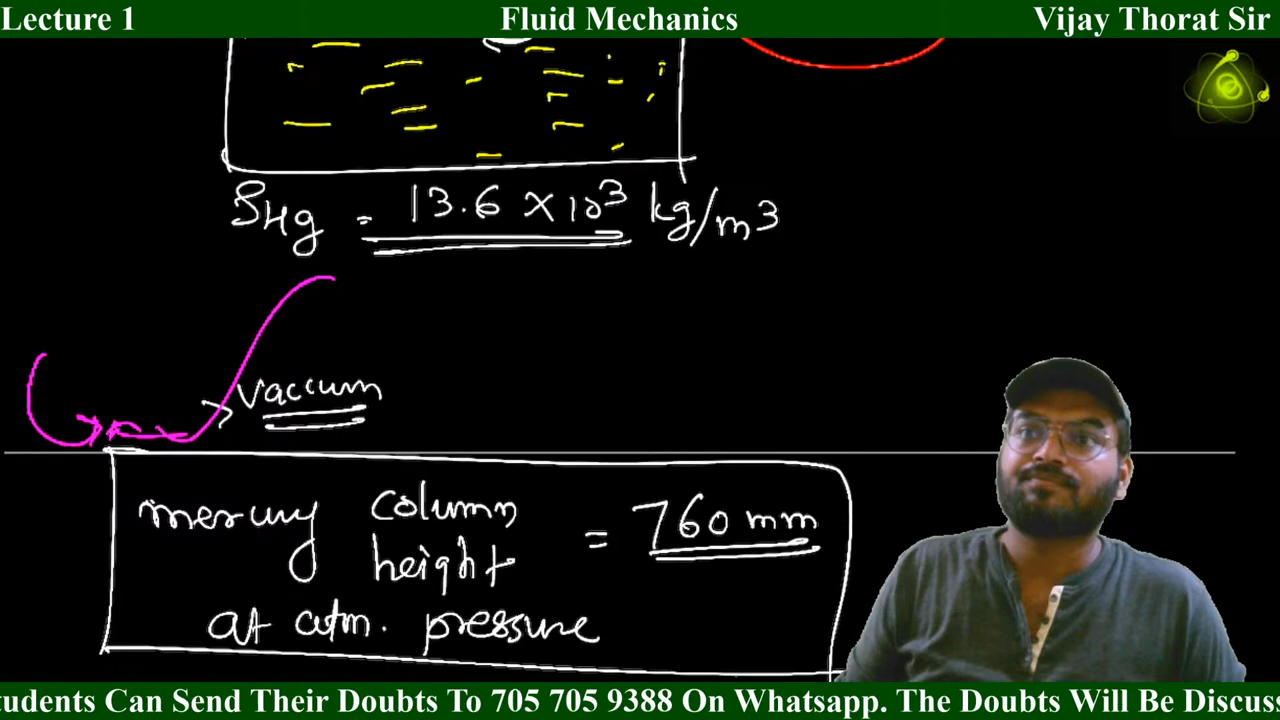 Lecture 1 Fluid Mechanics Vijay Thorat Sir
ρHg = 13.6 × 10³ kg/m3
vaccum
mercury column = 760 mm
height
at atm. pressure
tudents Can Send Their Doubts To 705 705 9388 On Whatsapp. The Doubts Will Be Discus